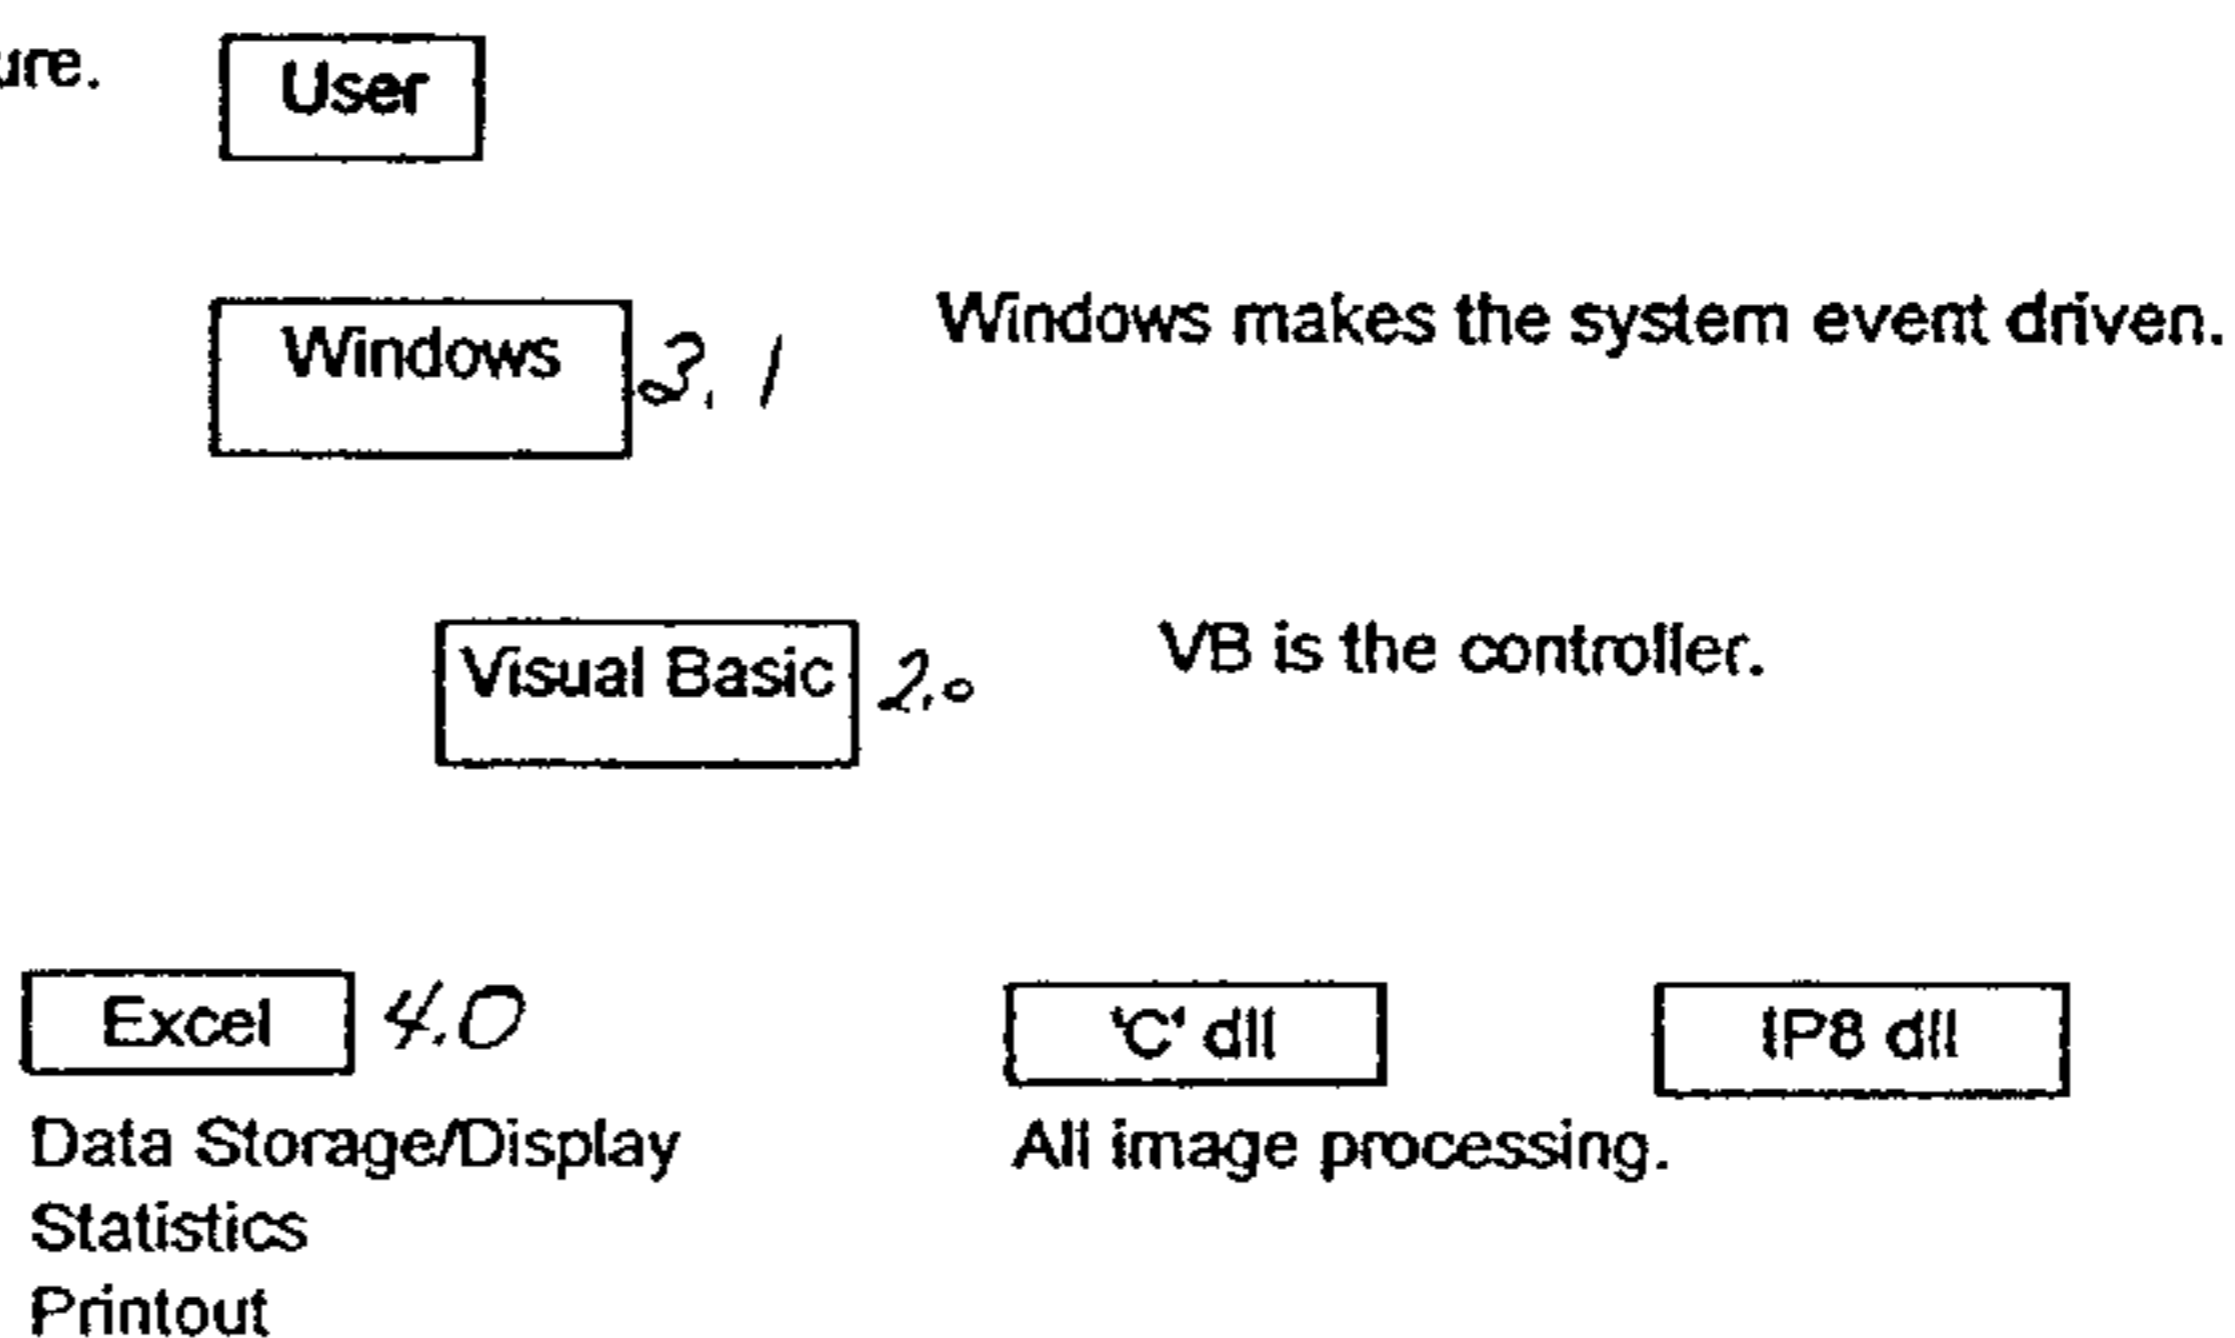 ure. User
Windows 3.1 Windows makes the system event driven.
Visual Basic 2.0 VB is the controller.
Excel 4.0 'C' dll IP8 dll
Data Storage/Display All image processing.
Statistics
Printout